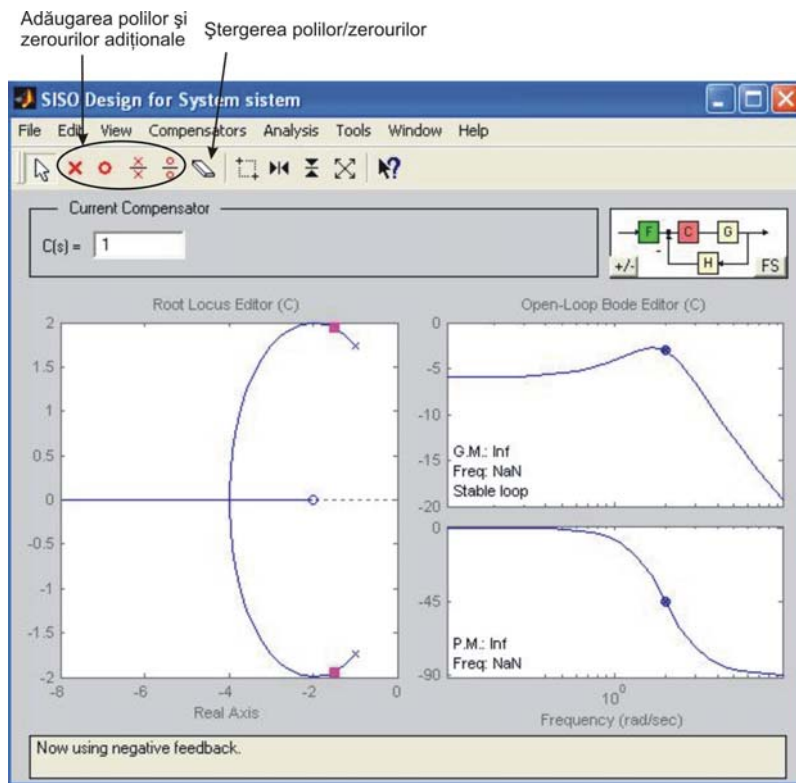 Adăugarea polilor şi
zerourilor adiţionale
Ştergerea polilor/zerourilor
SISO Design for System sistem
File Edit View Compensators Analysis Tools Window Help
Current Compensator
C(s) = 1
F C G
H
+/- FS
Root Locus Editor (C)
2
1.5
1
0.5
0
-0.5
-1
-1.5
-2
-8 -6 -4 -2 0
Real Axis
Open-Loop Bode Editor (C)
0
-5
-10
-15
-20
G.M.: Inf
Freq: NaN
Stable loop
0
-45
-90
P.M.: Inf
Freq: NaN
10^0
Frequency (rad/sec)
Now using negative feedback.